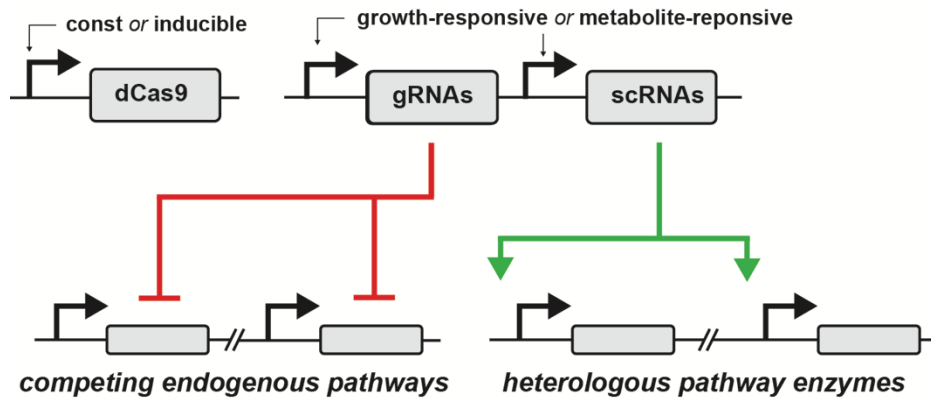 const or inducible
growth-responsive or metabolite-reponsive
dCas9
gRNAs
scRNAs
competing endogenous pathways
heterologous pathway enzymes